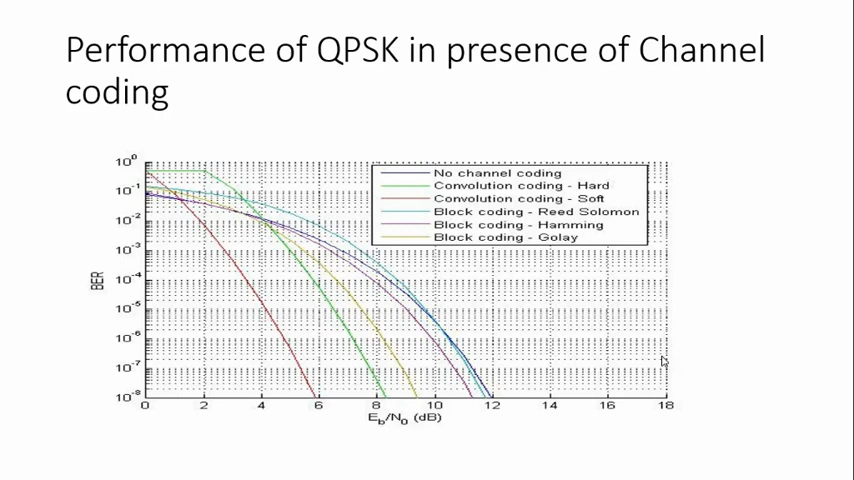 Performance of QPSK in presence of Channel
coding
No channel coding
Convolution coding - Hard
Convolution coding - Soft
Block coding - Reed Solomon
Block coding - Hamming
Block coding - Golay
BER
10^0
10^-1
10^-2
10^-3
10^-4
10^-5
10^-6
10^-7
10^-8
0 2 4 6 8 10 12 14 16 18
E_b/N_0 (dB)